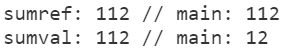 sumref: 112 // main: 112
sumval: 112 // main: 12